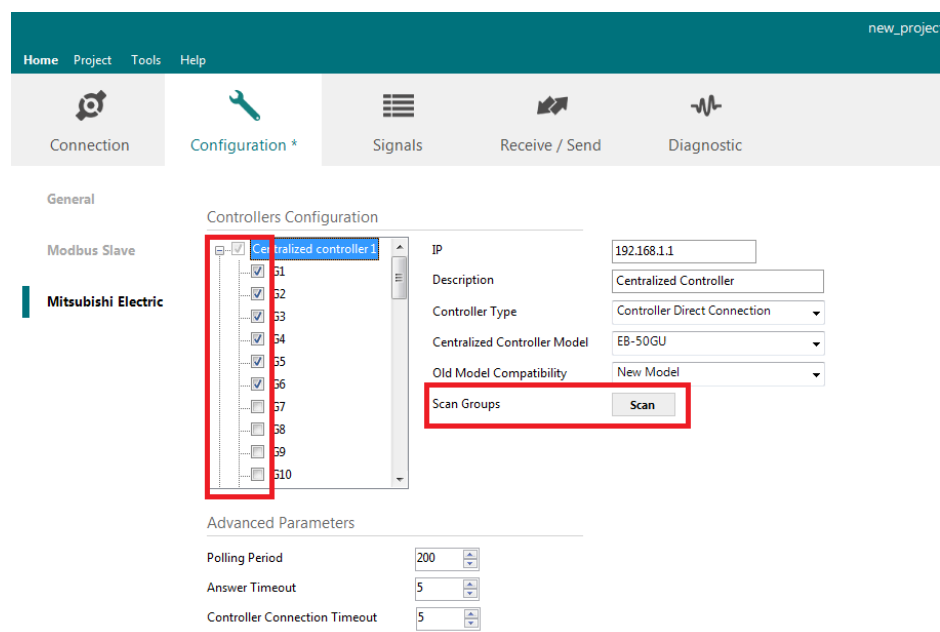 new_project
Home Project Tools Help
Connection Configuration * Signals Receive / Send Diagnostic
General
Modbus Slave
Mitsubishi Electric
Controllers Configuration
Centralized controller 1
G1
G2
G3
G4
G5
G6
G7
G8
G9
G10
IP 192.168.1.1
Description Centralized Controller
Controller Type Controller Direct Connection
Centralized Controller Model EB-50GU
Old Model Compatibility New Model
Scan Groups Scan
Advanced Parameters
Polling Period 200
Answer Timeout 5
Controller Connection Timeout 5